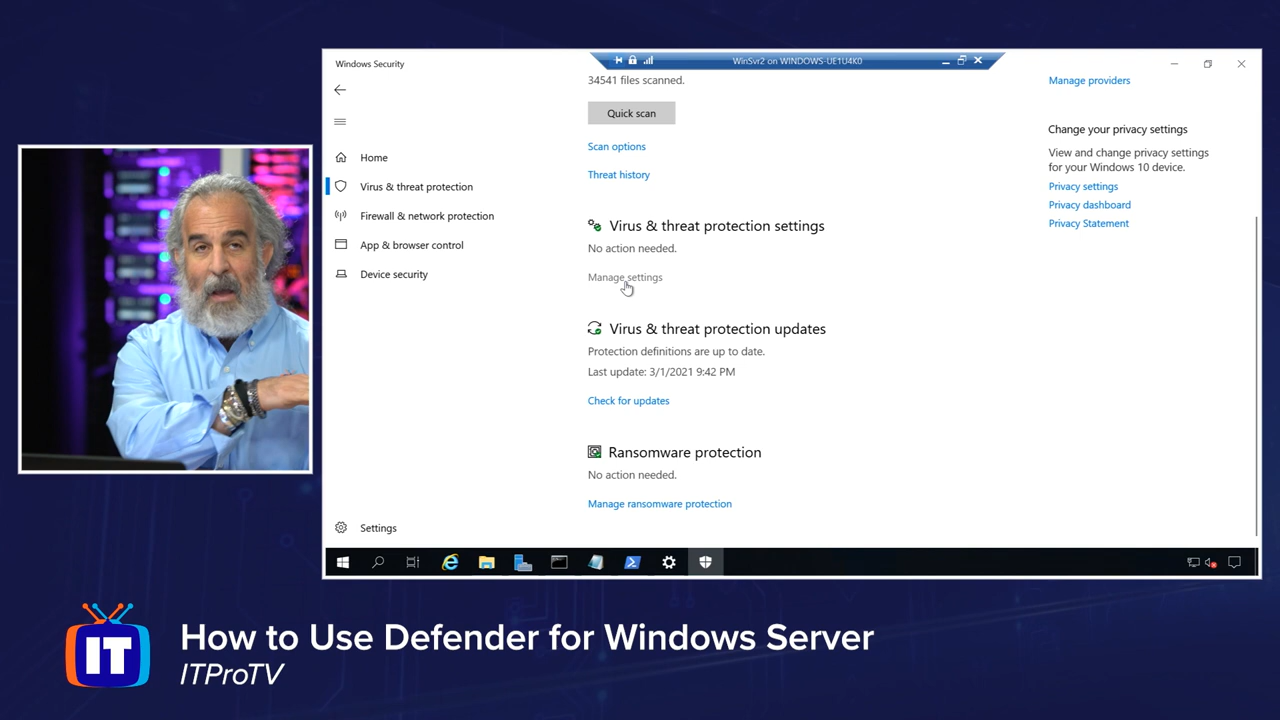 Windows Security
WinSvr2 on WINDOWS-UE1U4K0
Home
Virus & threat protection
Firewall & network protection
App & browser control
Device security
Settings
34541 files scanned.
Quick scan
Scan options
Threat history
Virus & threat protection settings
No action needed.
Manage settings
Virus & threat protection updates
Protection definitions are up to date.
Last update: 3/1/2021 9:42 PM
Check for updates
Ransomware protection
No action needed.
Manage ransomware protection
Manage providers
Change your privacy settings
View and change privacy settings
for your Windows 10 device.
Privacy settings
Privacy dashboard
Privacy Statement
IT
How to Use Defender for Windows Server
ITProTV